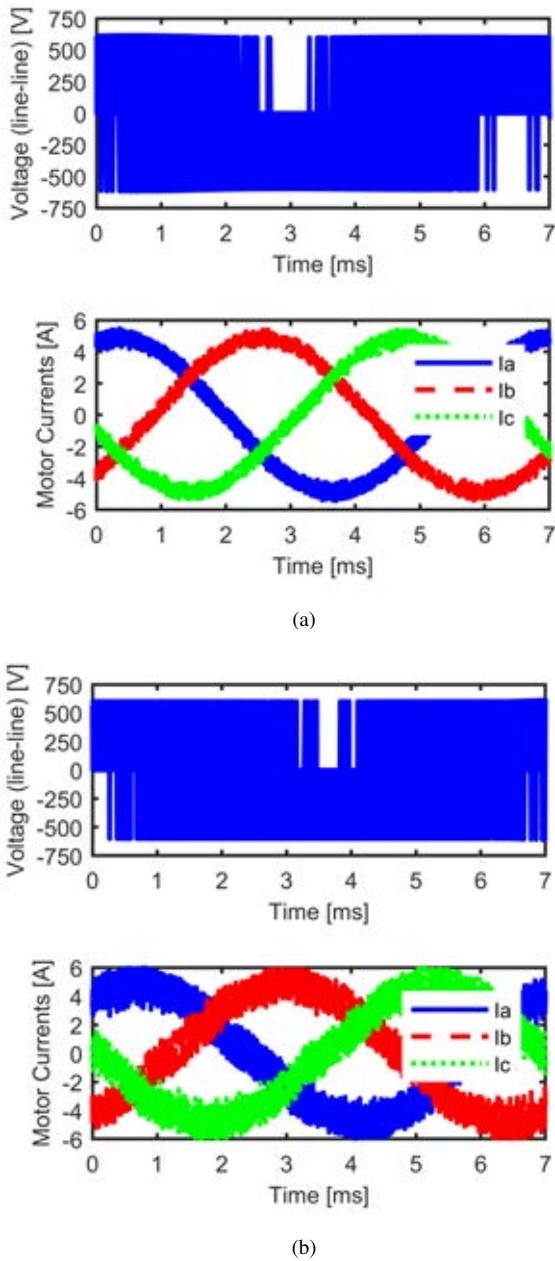 Voltage (line-line) [V]
750
500
250
0
-250
-500
-750
0 1 2 3 4 5 6 7
Time [ms]
Motor Currents [A]
6
4
2
0
-2
-4
-6
Ia
Ib
Ic
0 1 2 3 4 5 6 7
Time [ms]
(a)
Voltage (line-line) [V]
750
500
250
0
-250
-500
-750
0 1 2 3 4 5 6 7
Time [ms]
Motor Currents [A]
6
4
2
0
-2
-4
-6
Ia
Ib
Ic
0 1 2 3 4 5 6 7
Time [ms]
(b)